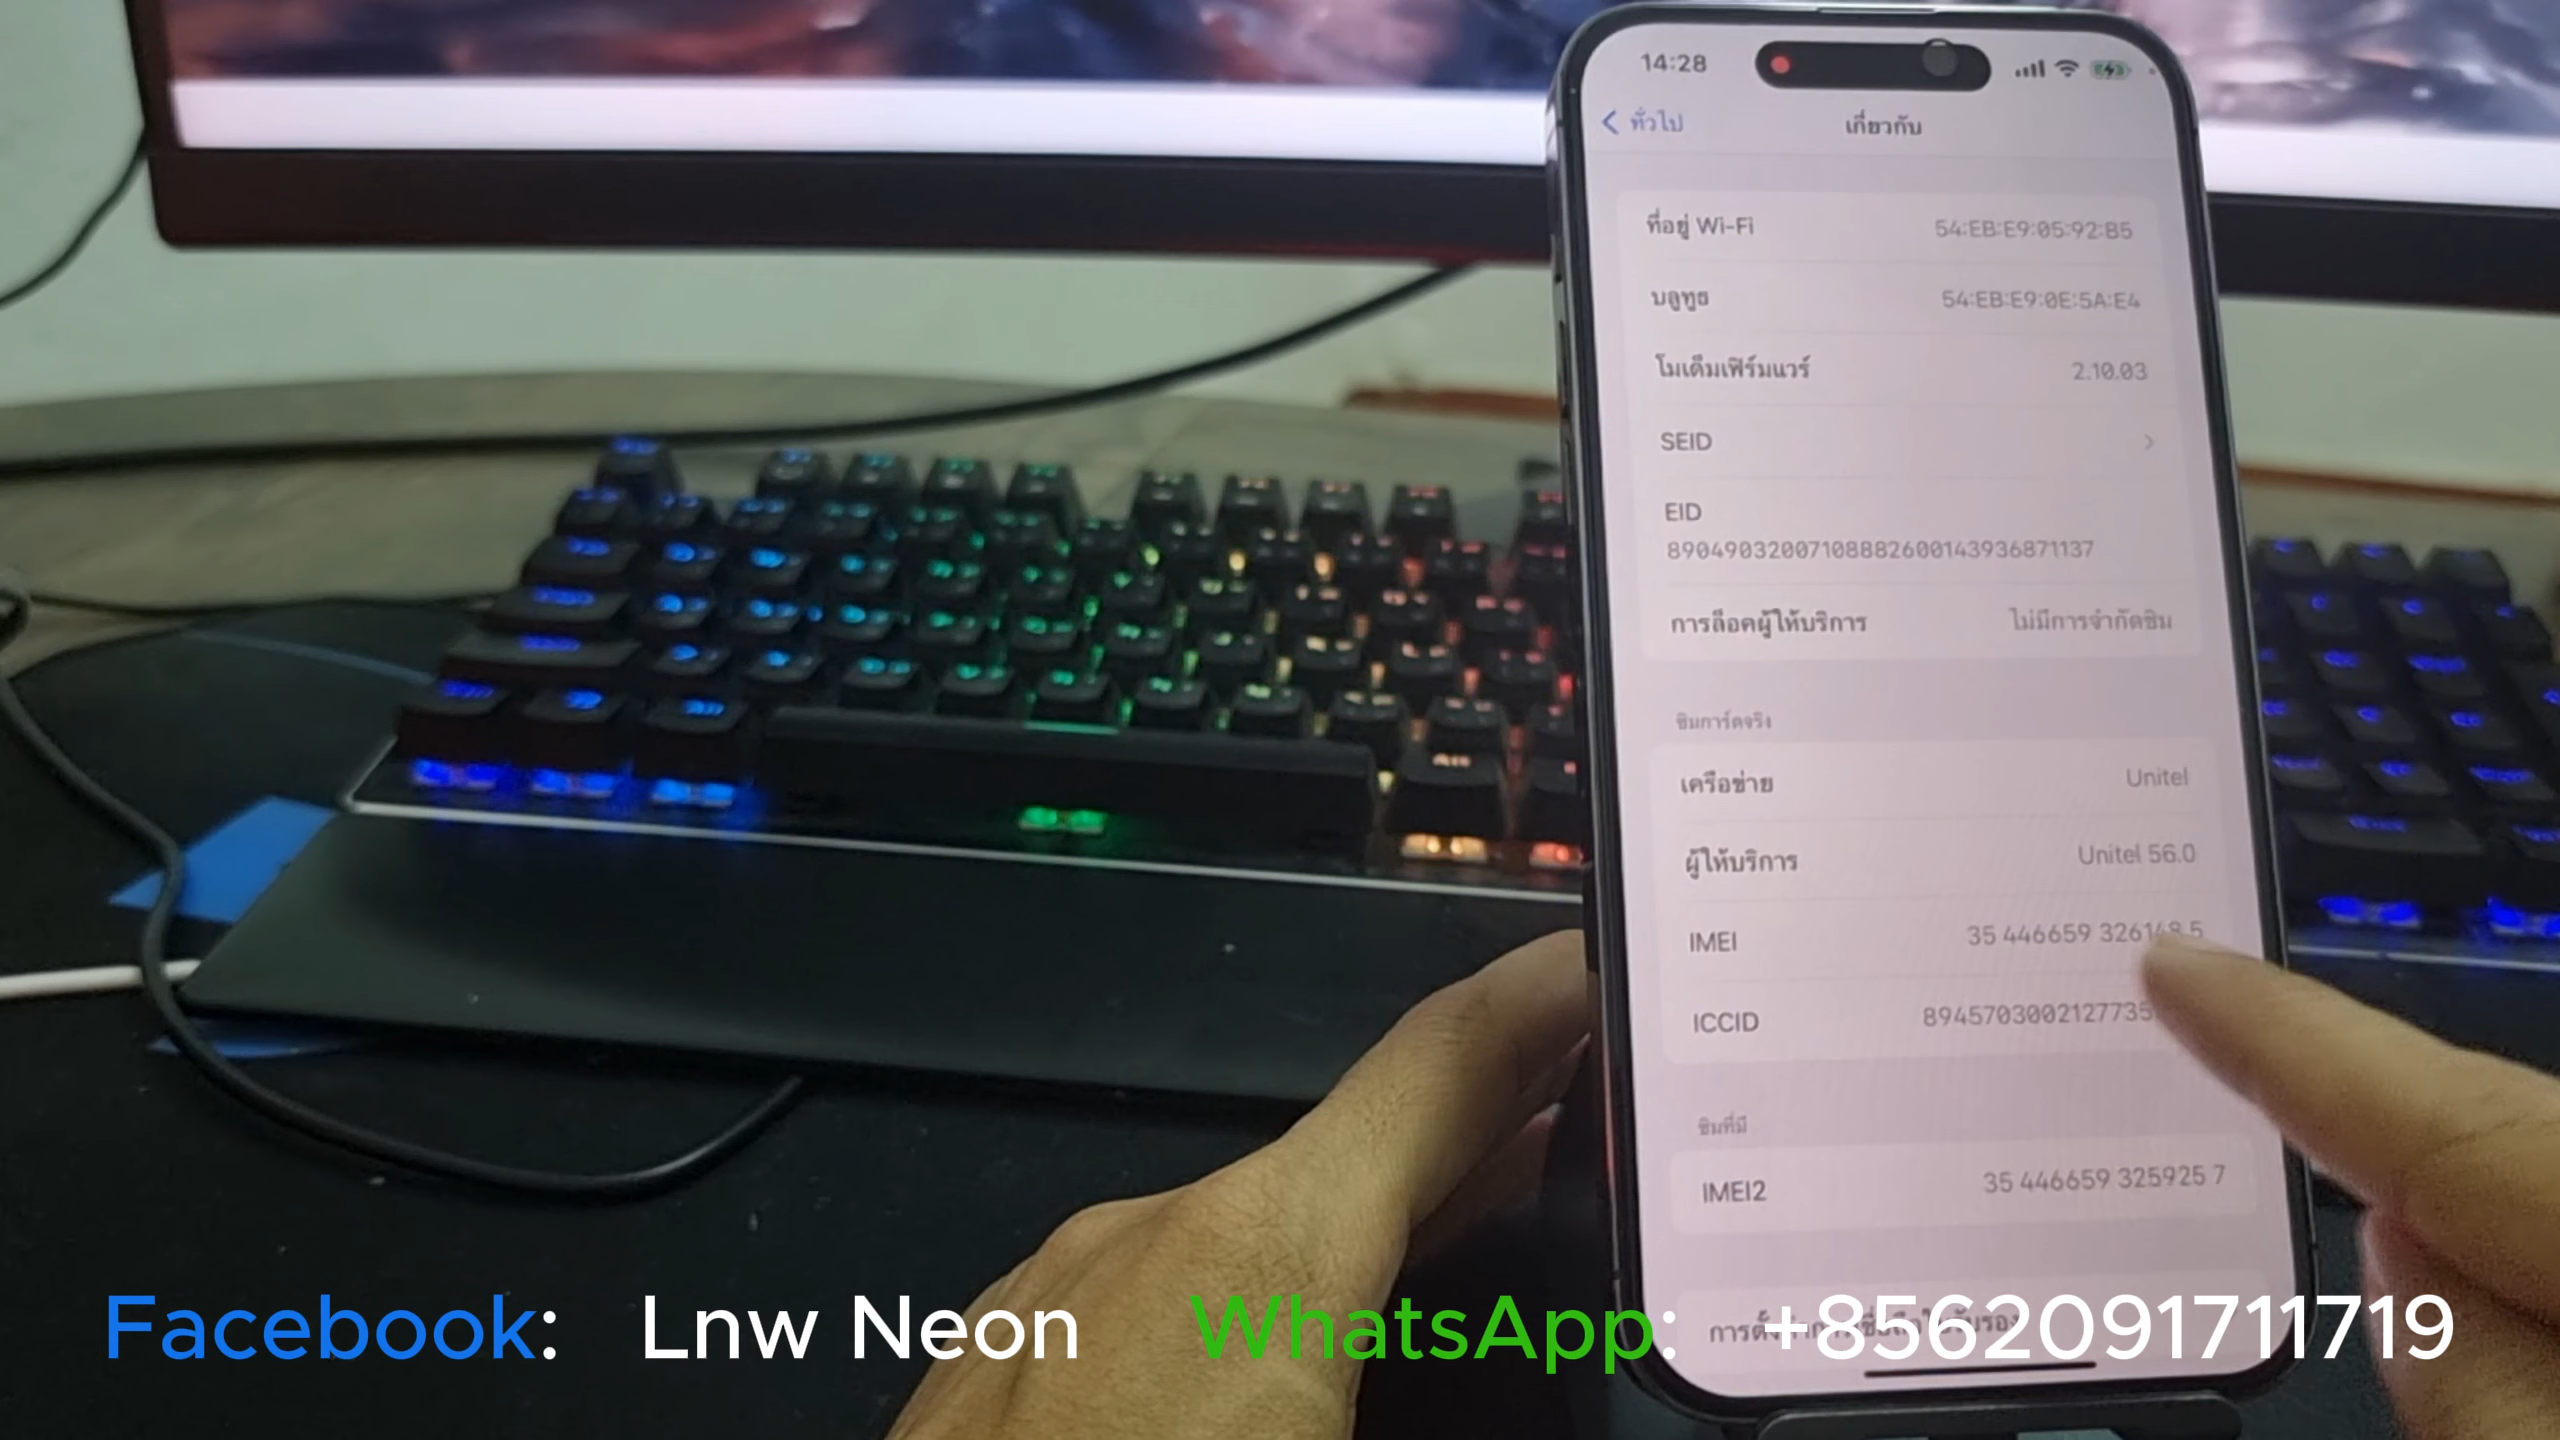 14:28
ทั่วไป
เกี่ยวกับ
ที่อยู่ Wi-Fi 54:EB:E9:05:92:B5
บลูทูธ 54:EB:E9:0E:5A:E4
โมเด็มเฟิร์มแวร์ 2.10.03
SEID
EID
89049032007108882600143936871137
การล็อคผู้ให้บริการ ไม่มีการจำกัดซิม
ซิมการ์ดจริง
เครือข่าย Unitel
ผู้ให้บริการ Unitel 56.0
IMEI 35 446659
ICCID
ซิมที่มี
IMEI2 35 446659 325925 7
Facebook: Lnw Neon WhatsApp: +8562091711719